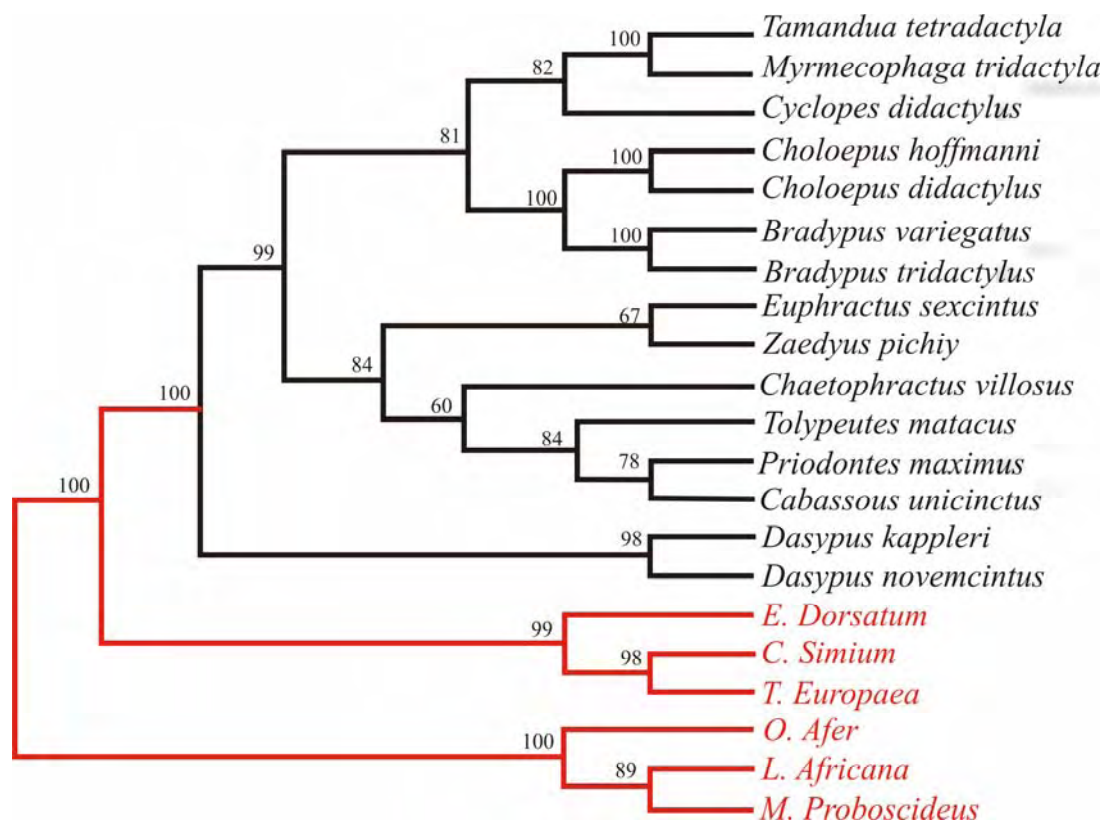 Tamandua tetradactyla
100
Myrmecophaga tridactyla
82
Cyclopes didactylus
81
Choloepus hoffmanni
100
Choloepus didactylus
100
Bradypus variegatus
100
Bradypus tridactylus
99
Euphractus sexcintus
67
Zaedyus pichiy
84
Chaetophractus villosus
60
Tolypeutes matacus
84
Priodontes maximus
78
Cabassous unicinctus
100
Dasypus kappleri
98
Dasypus novemcintus
100
E. Dorsatum
99
C. Simium
98
T. Europaea
O. Afer
100
L. Africana
89
M. Proboscideus